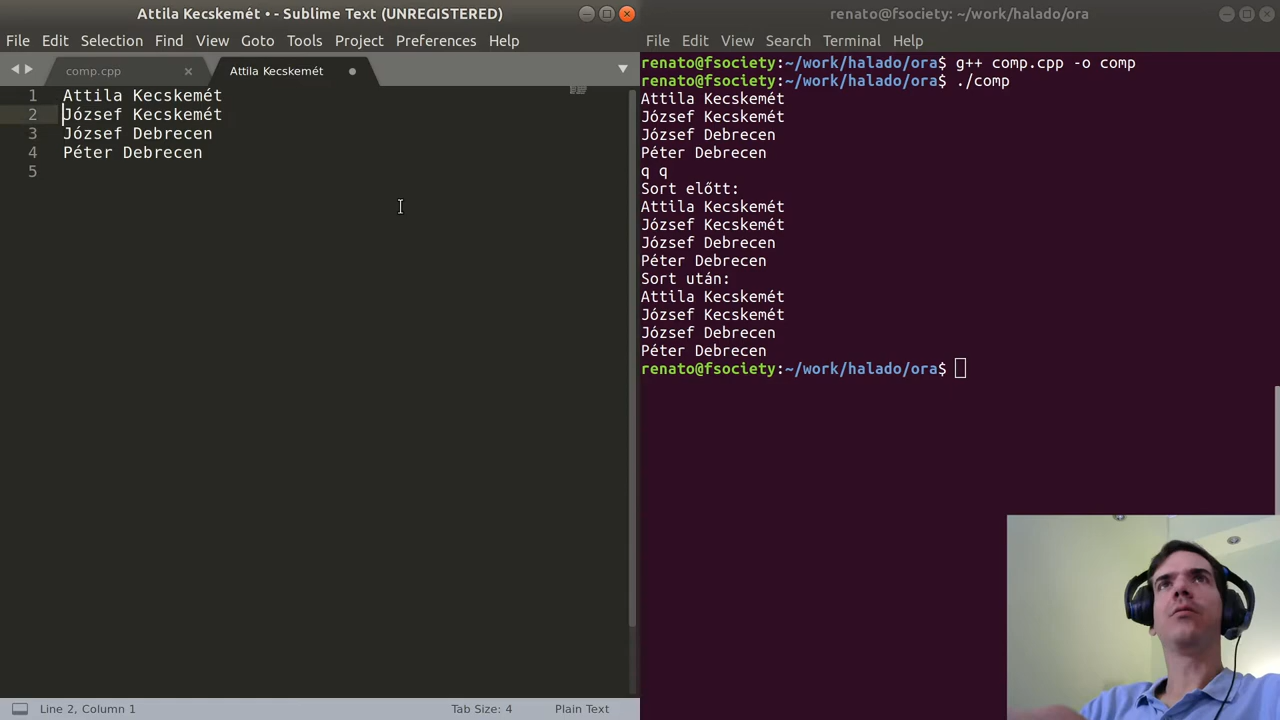 Attila Kecskemét • - Sublime Text (UNREGISTERED)
File Edit Selection Find View Goto Tools Project Preferences Help
comp.cpp × Attila Kecskemét
1 Attila Kecskemét
2 József Kecskemét
3 József Debrecen
4 Péter Debrecen
5
Line 2, Column 1 Tab Size: 4 Plain Text
renato@fsociety: ~/work/halado/ora
File Edit View Search Terminal Help
renato@fsociety:~/work/halado/ora$ g++ comp.cpp -o comp
renato@fsociety:~/work/halado/ora$ ./comp
Attila Kecskemét
József Kecskemét
József Debrecen
Péter Debrecen
q q
Sort előtt:
Attila Kecskemét
József Kecskemét
József Debrecen
Péter Debrecen
Sort után:
Attila Kecskemét
József Kecskemét
József Debrecen
Péter Debrecen
renato@fsociety:~/work/halado/ora$